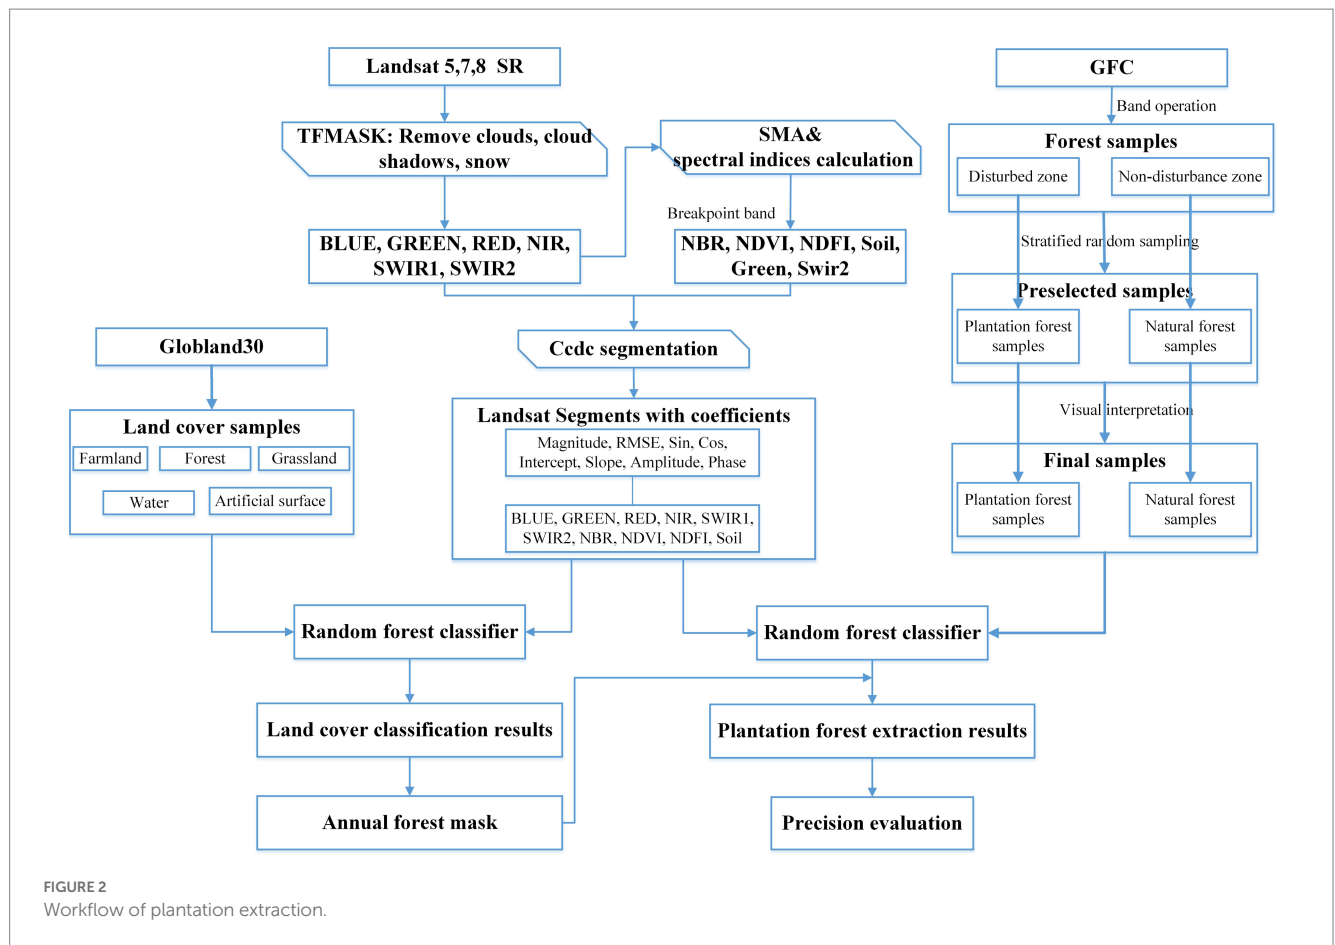 Landsat 5,7,8 SR
TFMASK: Remove clouds, cloud
shadows, snow
SMA&
spectral indices calculation
Breakpoint band
BLUE, GREEN, RED, NIR,
SWIR1, SWIR2
NBR, NDVI, NDFI, Soil,
Green, Swir2
Ccdc segmentation
Landsat Segments with coefficients
Magnitude, RMSE, Sin, Cos,
Intercept, Slope, Amplitude, Phase
BLUE, GREEN, RED, NIR, SWIR1,
SWIR2, NBR, NDVI, NDFI, Soil
Globland30
Land cover samples
Farmland
Forest
Grassland
Water
Artificial surface
GFC
Band operation
Forest samples
Disturbed zone
Non-disturbance zone
Stratified random sampling
Preselected samples
Plantation forest
samples
Natural forest
samples
Visual interpretation
Final samples
Plantation forest
samples
Natural forest
samples
Random forest classifier
Random forest classifier
Land cover classification results
Plantation forest extraction results
Annual forest mask
Precision evaluation
FIGURE 2
Workflow of plantation extraction.